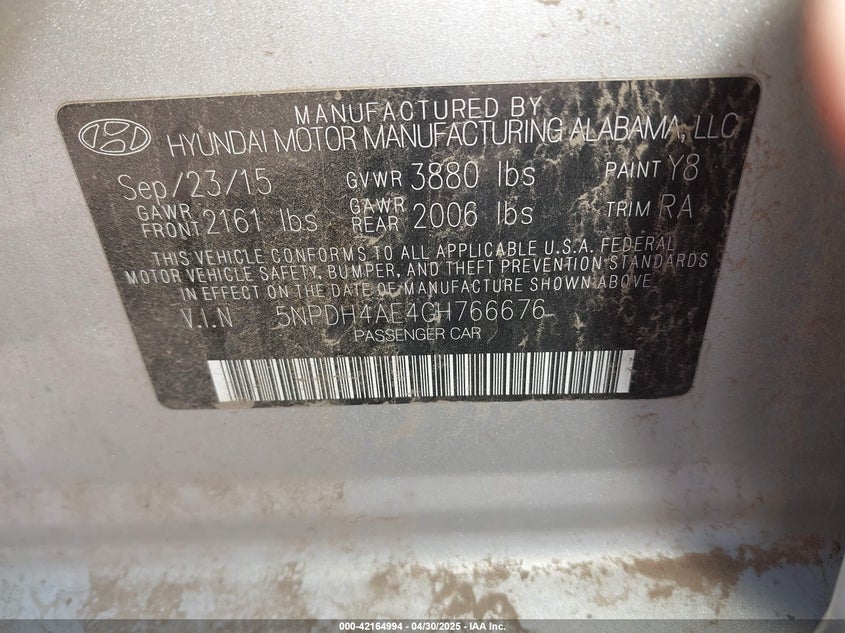 MANUFACTURED BY
HYUNDAI MOTOR MANUFACTURING ALABAMA, LLC
Sep/23/15 GVWR 3880 lbs PAINT Y8
GAWR FRONT 2161 lbs GAWR REAR 2006 lbs TRIM RA
THIS VEHICLE CONFORMS TO ALL APPLICABLE U.S.A. FEDERAL
MOTOR VEHICLE SAFETY, BUMPER, AND THEFT PREVENTION STANDARDS
IN EFFECT ON THE DATE OF MANUFACTURE SHOWN ABOVE
V.I.N 5NPDH4AE4GH766676
PASSENGER CAR
000-42164994 - 04/30/2025 - IAA Inc.